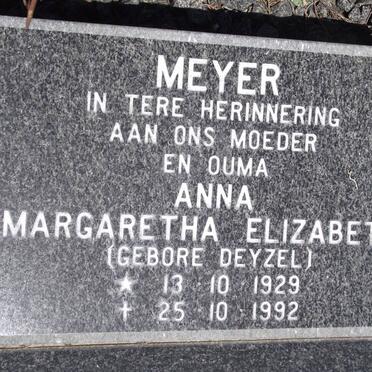 MEYER
IN TERE HERINNERING
AAN ONS MOEDER
EN OUMA
ANNA
MARGARETHA ELIZABET
(GEBORE DEYZEL)
★ 13·10·1929
✝ 25·10·1992